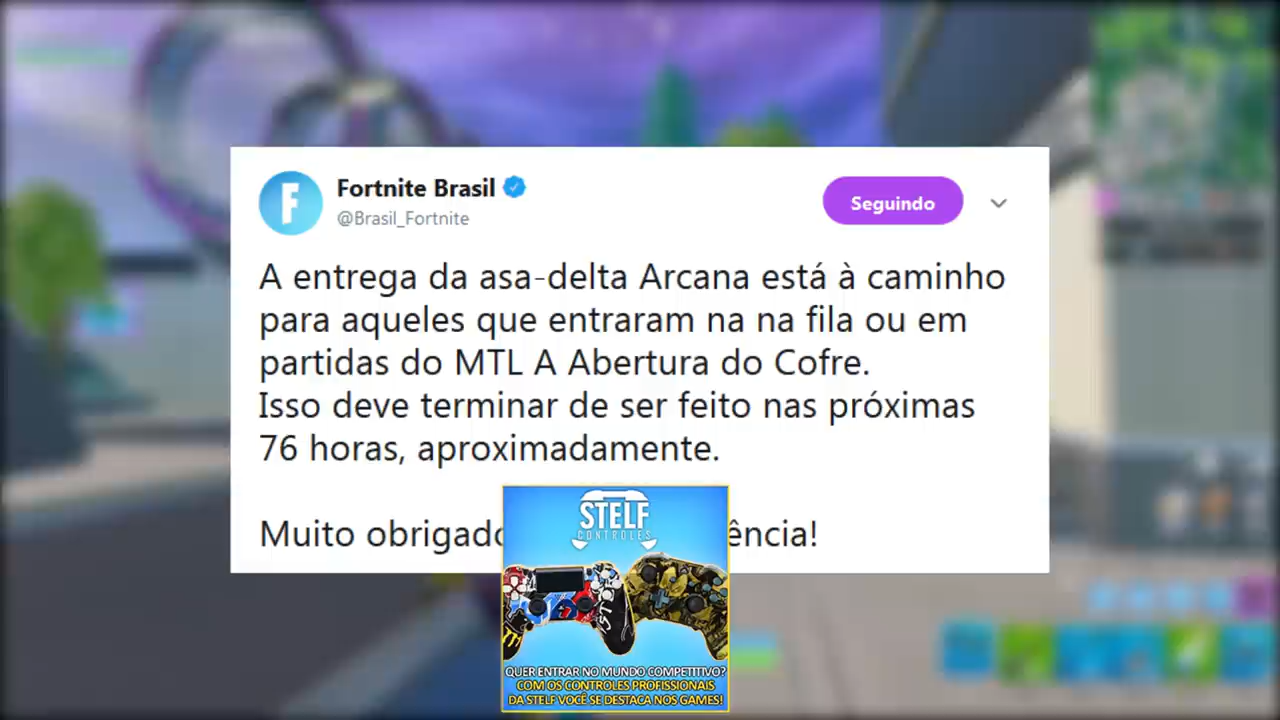 Fortnite Brasil
@Brasil_Fortnite
Seguindo
A entrega da asa-delta Arcana está à caminho
para aqueles que entraram na na fila ou em
partidas do MTL A Abertura do Cofre.
Isso deve terminar de ser feito nas próximas
76 horas, aproximadamente.
Muito obrigado ência!
STELF
CONTROLES
QUER ENTRAR NO MUNDO COMPETITIVO?
COM OS CONTROLES PROFISSIONAIS
DA STELF VOCÊ SE DESTACA NOS GAMES!